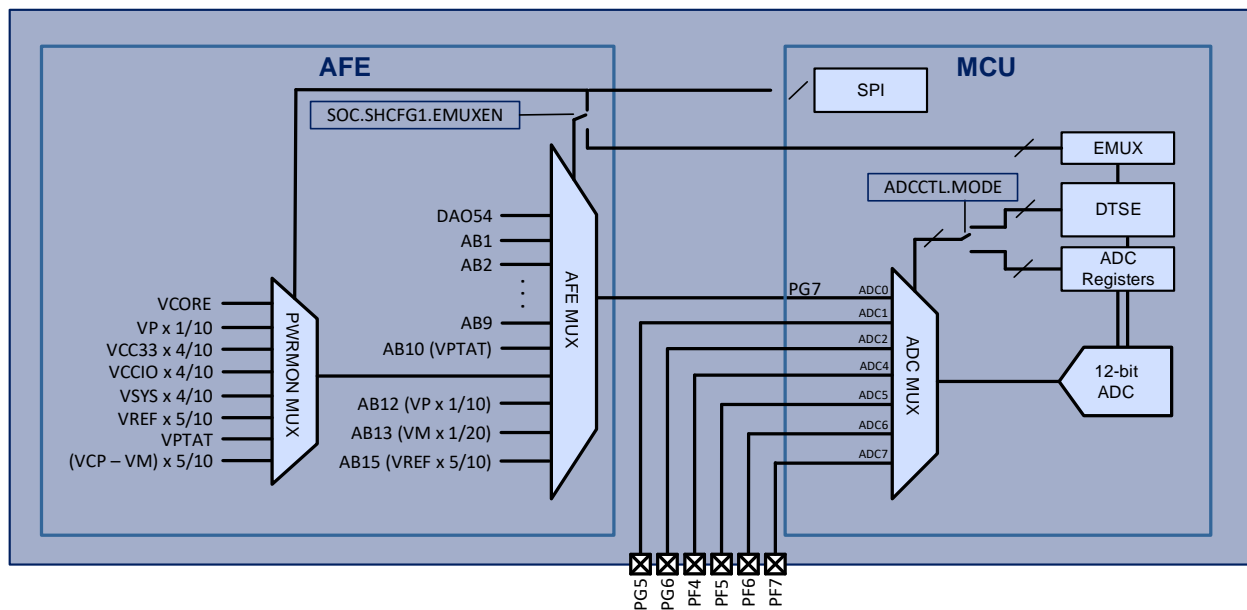 AFE
MCU
SPI
SOC.SHCFG1.EMUXEN
EMUX
ADCCTL.MODE
DTSE
ADC
Registers
DAO54
AB1
AB2
AB9
AB10 (VPTAT)
AB12 (VP x 1/10)
AB13 (VM x 1/20)
AB15 (VREF x 5/10)
AFE MUX
VCORE
VP x 1/10
VCC33 x 4/10
VCCIO x 4/10
VSYS x 4/10
VREF x 5/10
VPTAT
(VCP – VM) x 5/10
PWRMON MUX
PG7
ADC0
ADC1
ADC2
ADC4
ADC5
ADC6
ADC7
ADC MUX
12-bit
ADC
PG5
PG6
PF4
PF5
PF6
PF7